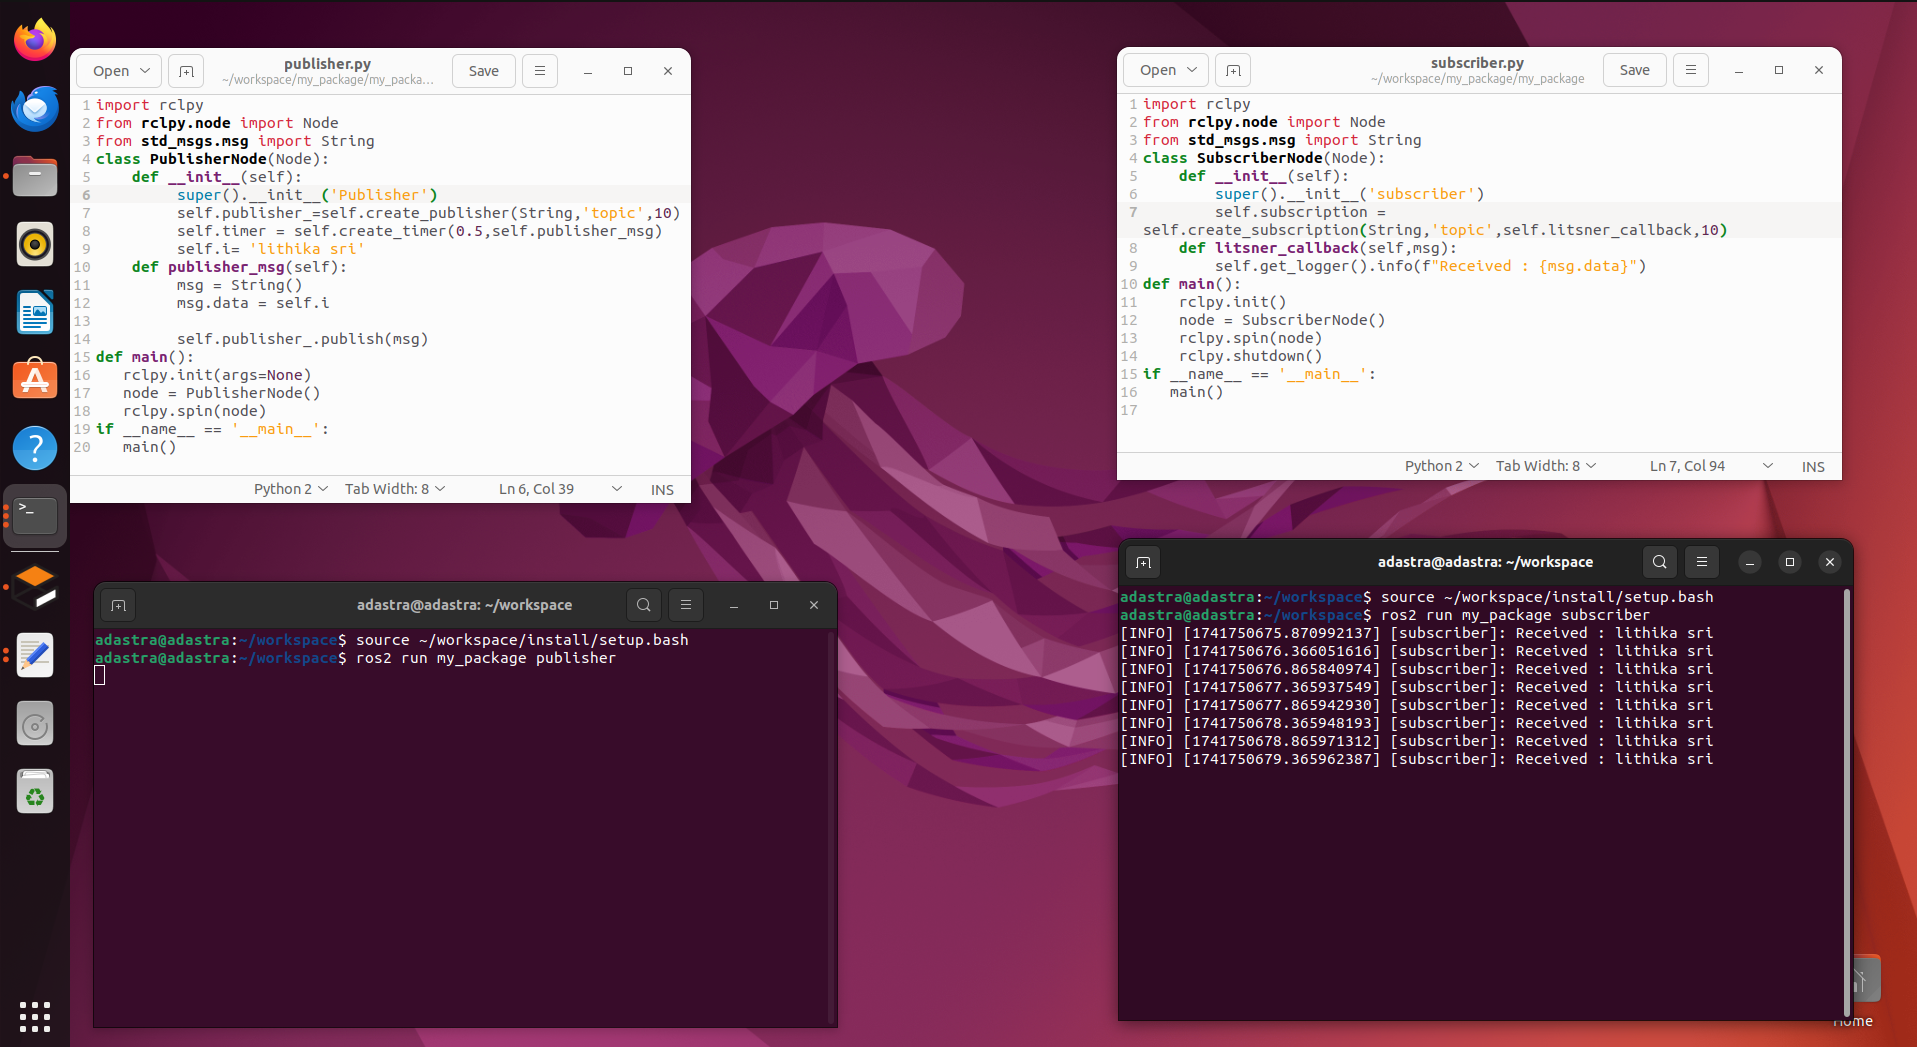 Open
publisher.py
~/workspace/my_package/my_packa...
Save
1 import rclpy
2 from rclpy.node import Node
3 from std_msgs.msg import String
4 class PublisherNode(Node):
5     def __init__(self):
6          super().__init__('Publisher')
7          self.publisher_=self.create_publisher(String,'topic',10)
8          self.timer = self.create_timer(0.5,self.publisher_msg)
9          self.i= 'lithika sri'
10     def publisher_msg(self):
11          msg = String()
12          msg.data = self.i
13
14          self.publisher_.publish(msg)
15 def main():
16    rclpy.init(args=None)
17    node = PublisherNode()
18    rclpy.spin(node)
19 if __name__ == '__main__':
20    main()
Python 2
Tab Width: 8
Ln 6, Col 39
INS
Open
subscriber.py
~/workspace/my_package/my_package
Save
1 import rclpy
2 from rclpy.node import Node
3 from std_msgs.msg import String
4 class SubscriberNode(Node):
5     def __init__(self):
6         super().__init__('subscriber')
7         self.subscription =
self.create_subscription(String,'topic',self.litsner_callback,10)
8     def litsner_callback(self,msg):
9         self.get_logger().info(f"Received : {msg.data}")
10 def main():
11     rclpy.init()
12     node = SubscriberNode()
13     rclpy.spin(node)
14     rclpy.shutdown()
15 if __name__ == '__main__':
16    main()
17
Python 2
Tab Width: 8
Ln 7, Col 94
INS
adastra@adastra: ~/workspace
adastra@adastra:~/workspace$ source ~/workspace/install/setup.bash
adastra@adastra:~/workspace$ ros2 run my_package publisher
adastra@adastra: ~/workspace
adastra@adastra:~/workspace$ source ~/workspace/install/setup.bash
adastra@adastra:~/workspace$ ros2 run my_package subscriber
[INFO] [1741750675.870992137] [subscriber]: Received : lithika sri
[INFO] [1741750676.366051616] [subscriber]: Received : lithika sri
[INFO] [1741750676.865840974] [subscriber]: Received : lithika sri
[INFO] [1741750677.365937549] [subscriber]: Received : lithika sri
[INFO] [1741750677.865942930] [subscriber]: Received : lithika sri
[INFO] [1741750678.365948193] [subscriber]: Received : lithika sri
[INFO] [1741750678.865971312] [subscriber]: Received : lithika sri
[INFO] [1741750679.365962387] [subscriber]: Received : lithika sri
Home